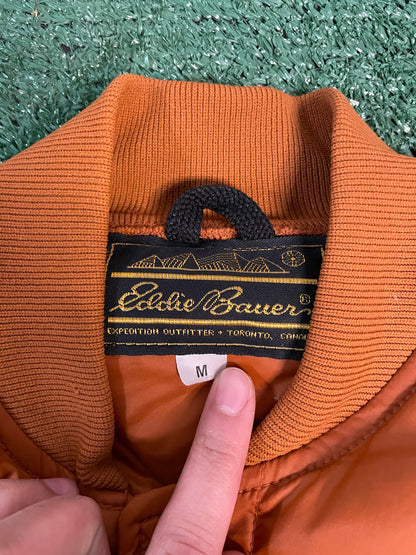 Eddie Bauer®
EXPEDITION OUTFITTER + TORONTO, CANADA
M